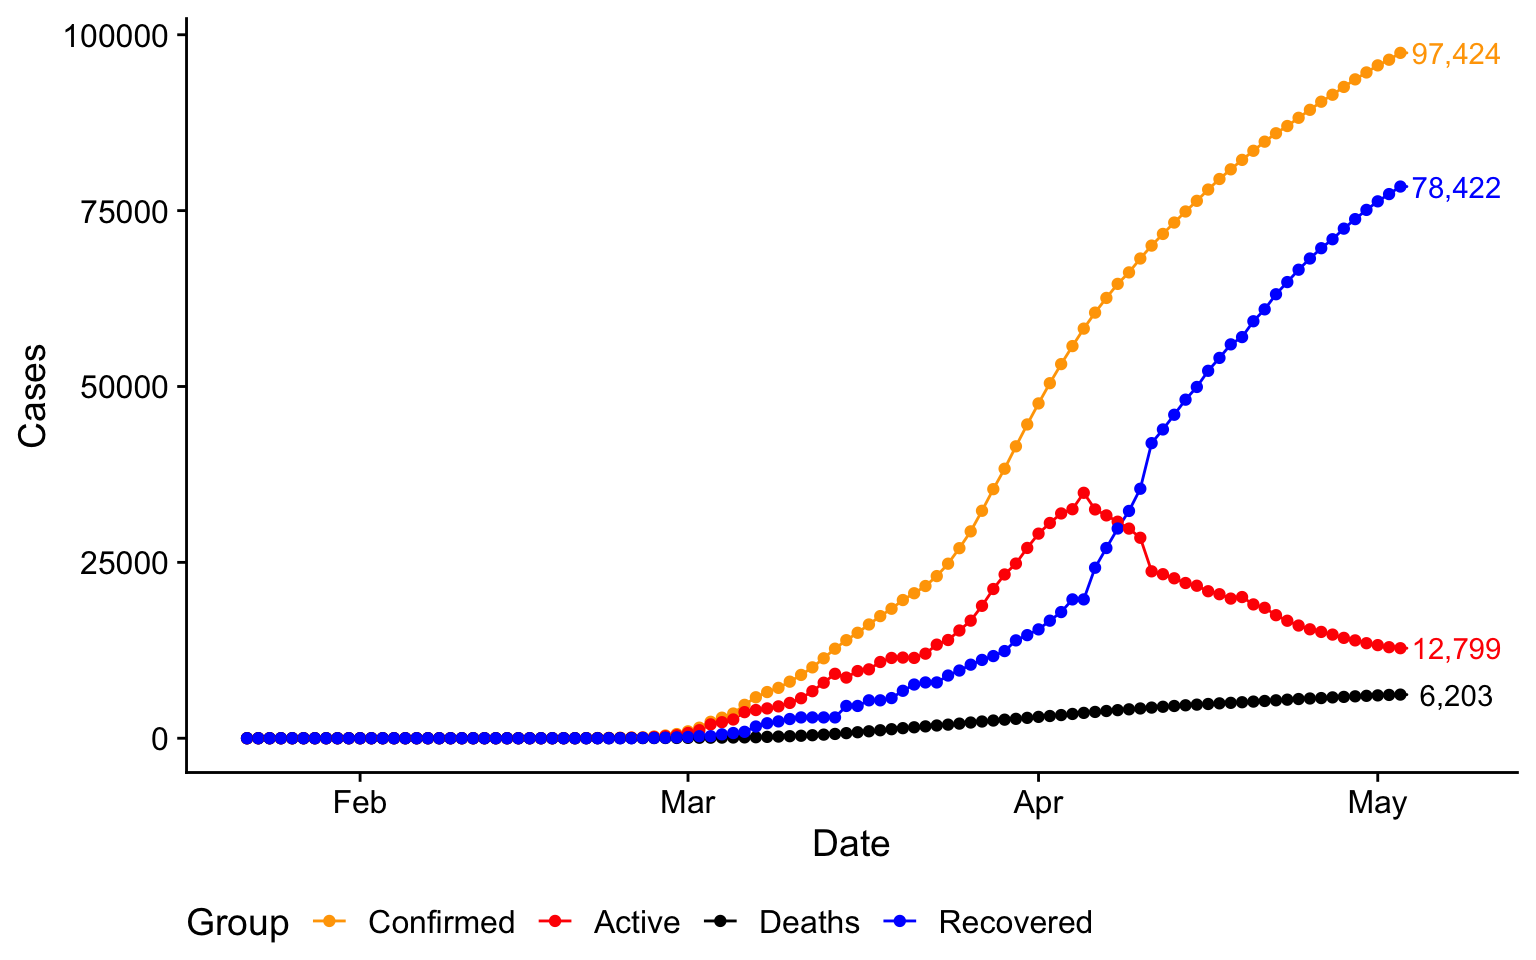 100000
75000
50000
25000
0
Cases
97,424
78,422
12,799
6,203
Feb Mar Apr May
Date
Group Confirmed Active Deaths Recovered